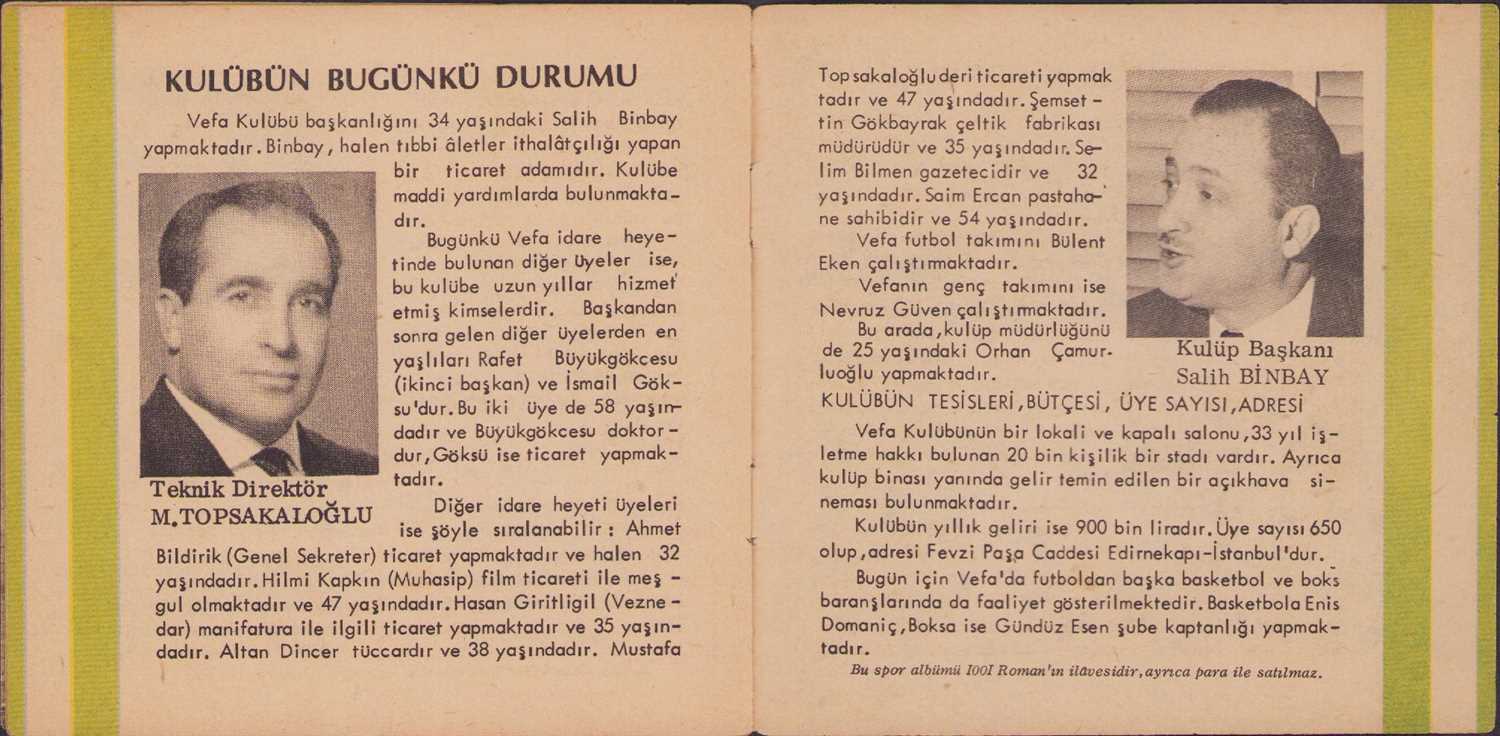 KULÜBÜN BUGÜNKÜ DURUMU
Vefa Kulübü başkanlığını 34 yaşındaki Salih Binbay
yapmaktadır. Binbay, halen tıbbi âletler ithalâtçılığı yapan
bir ticaret adamıdır. Kulübe
maddi yardımlarda bulunmakta-
dır.
Bugünkü Vefa idare heye-
tinde bulunan diğer üyeler ise,
bu kulübe uzun yıllar hizmet
etmiş kimselerdir. Başkandan
sonra gelen diğer üyelerden en
yaşlıları Rafet Büyükgökcesu
(ikinci başkan) ve İsmail Gök-
su'dur. Bu iki üye de 58 yaşın-
dadır ve Büyükgökcesu doktor-
dur, Göksü ise ticaret yapmak-
tadır.
Teknik Direktör
M.TOPSAKALOĞLU
Diğer idare heyeti üyeleri
ise şöyle sıralanabilir : Ahmet
Bildirik (Genel Sekreter) ticaret yapmaktadır ve halen 32
yaşındadır. Hilmi Kapkın (Muhasip) film ticareti ile meş -
gul olmaktadır ve 47 yaşındadır. Hasan Giritligil (Vezne -
dar) manifatura ile ilgili ticaret yapmaktadır ve 35 yaşın-
dadır. Altan Dinçer tüccardır ve 38 yaşındadır. Mustafa
Topsakaloğlu deri ticareti yapmak
tadır ve 47 yaşındadır. Şemset -
tin Gökbayrak çeltik fabrikası
müdürüdür ve 35 yaşındadır. Se-
lim Bilmen gazetecidir ve 32
yaşındadır. Saim Ercan pastaha-
ne sahibidir ve 54 yaşındadır.
Vefa futbol takımını Bülent
Eken çalıştırmaktadır.
Vefanın genç takımını ise
Nevruz Güven çalıştırmaktadır.
Bu arada, kulüp müdürlüğünü
de 25 yaşındaki Orhan Çamur-
luoğlu yapmaktadır.
Kulüp Başkanı
Salih BİNBAY
KULÜBÜN TESİSLERİ, BÜTÇESİ, ÜYE SAYISI, ADRESİ
Vefa Kulübünün bir lokali ve kapalı salonu, 33 yıl iş-
letme hakkı bulunan 20 bin kişilik bir stadı vardır. Ayrıca
kulüp binası yanında gelir temin edilen bir açıkhava si-
neması bulunmaktadır.
Kulübün yıllık geliri ise 900 bin liradır. Üye sayısı 650
olup, adresi Fevzi Paşa Caddesi Edirnekapı-İstanbul'dur.
Bugün için Vefa'da futboldan başka basketbol ve boks
baranşlarında da faaliyet gösterilmektedir. Basketbola Enis
Domaniç, Boksa ise Gündüz Esen şube kaptanlığı yapmak-
tadır.
Bu spor albümü 1001 Roman'ın ilâvesidir, ayrıca para ile satılmaz.